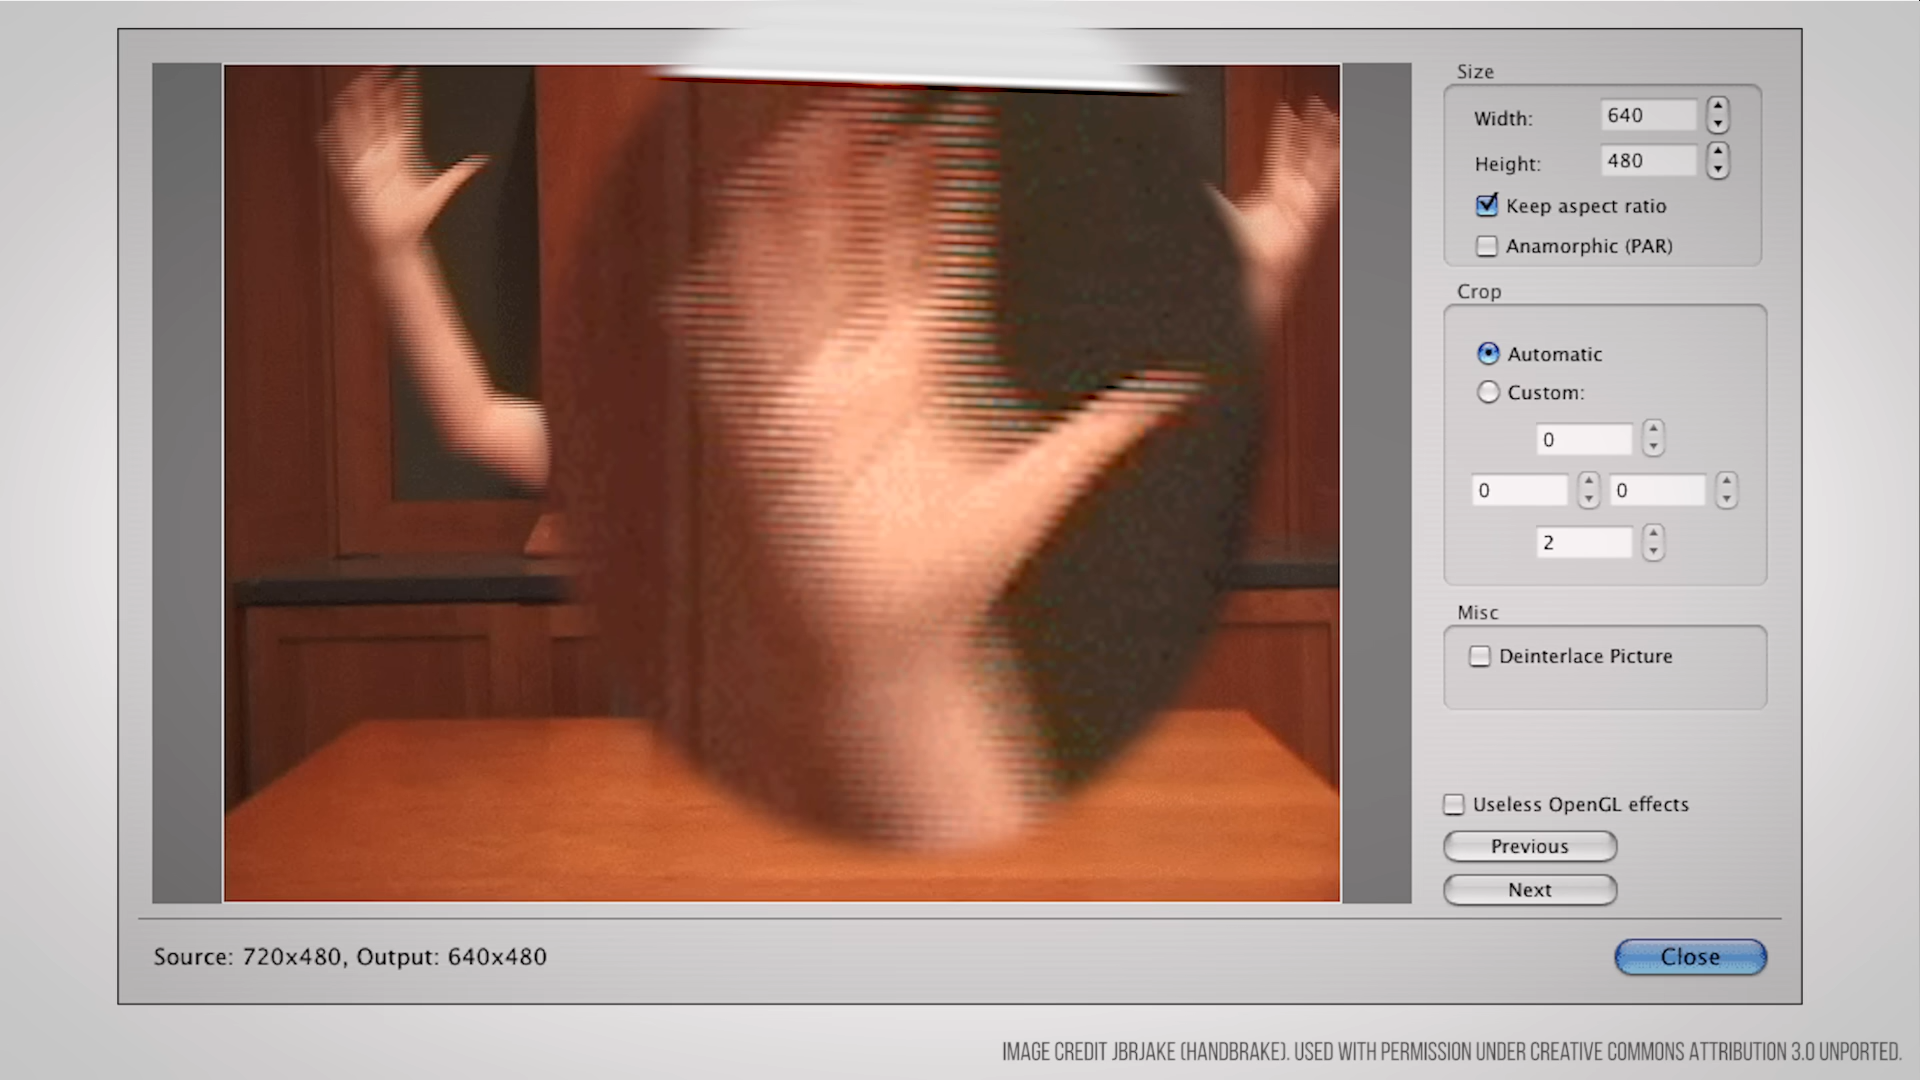 Size
Width: 640
Height: 480
Keep aspect ratio
Anamorphic (PAR)
Crop
Automatic
Custom:
0
0 0
2
Misc
Deinterlace Picture
Useless OpenGL effects
Previous
Next
Source: 720x480, Output: 640x480
Close
IMAGE CREDIT JBRJAKE (HANDBRAKE). USED WITH PERMISSION UNDER CREATIVE COMMONS ATTRIBUTION 3.0 UNPORTED.